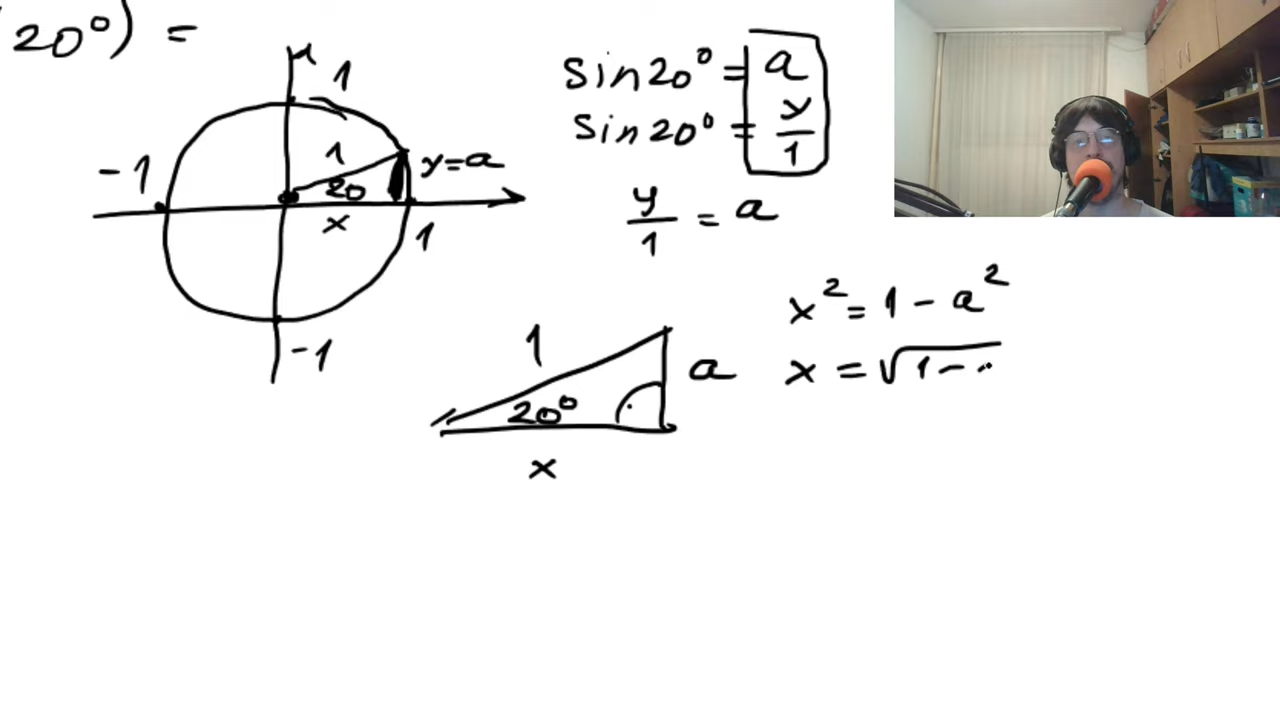 20°) =
1
-1
1
y=a
20
x
1
-1
sin20° = a
sin20° = y/1
y/1 = a
1
a
20°
x
x² = 1 - a²
x = √1 -